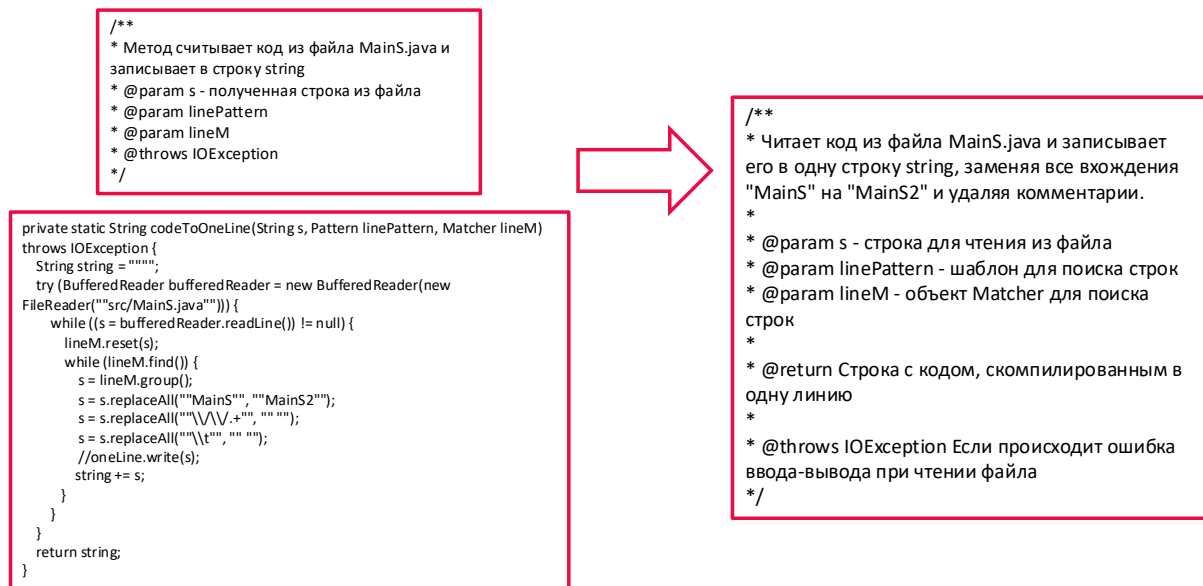 /**
* Метод считывает код из файла MainS.java и
записывает в строку string
* @param s - полученная строка из файла
* @param linePattern
* @param lineM
* @throws IOException
*/
private static String codeToOneLine(String s, Pattern linePattern, Matcher lineM)
throws IOException {
String string = """";
try (BufferedReader bufferedReader = new BufferedReader(new
FileReader(""src/MainS.java""))) {
while ((s = bufferedReader.readLine()) != null) {
lineM.reset(s);
while (lineM.find()) {
s = lineM.group();
s = s.replaceAll(""MainS"", ""MainS2"");
s = s.replaceAll(""\\/\\/.+"", "" "");
s = s.replaceAll(""\\t"", "" "");
//oneLine.write(s);
string += s;
}
}
}
return string;
}
/**
* Читает код из файла MainS.java и записывает
его в одну строку string, заменяя все вхождения
"MainS" на "MainS2" и удаляя комментарии.
*
* @param s - строка для чтения из файла
* @param linePattern - шаблон для поиска строк
* @param lineM - объект Matcher для поиска
строк
*
* @return Строка с кодом, скомпилированным в
одну линию
*
* @throws IOException Если происходит ошибка
ввода-вывода при чтении файла
*/